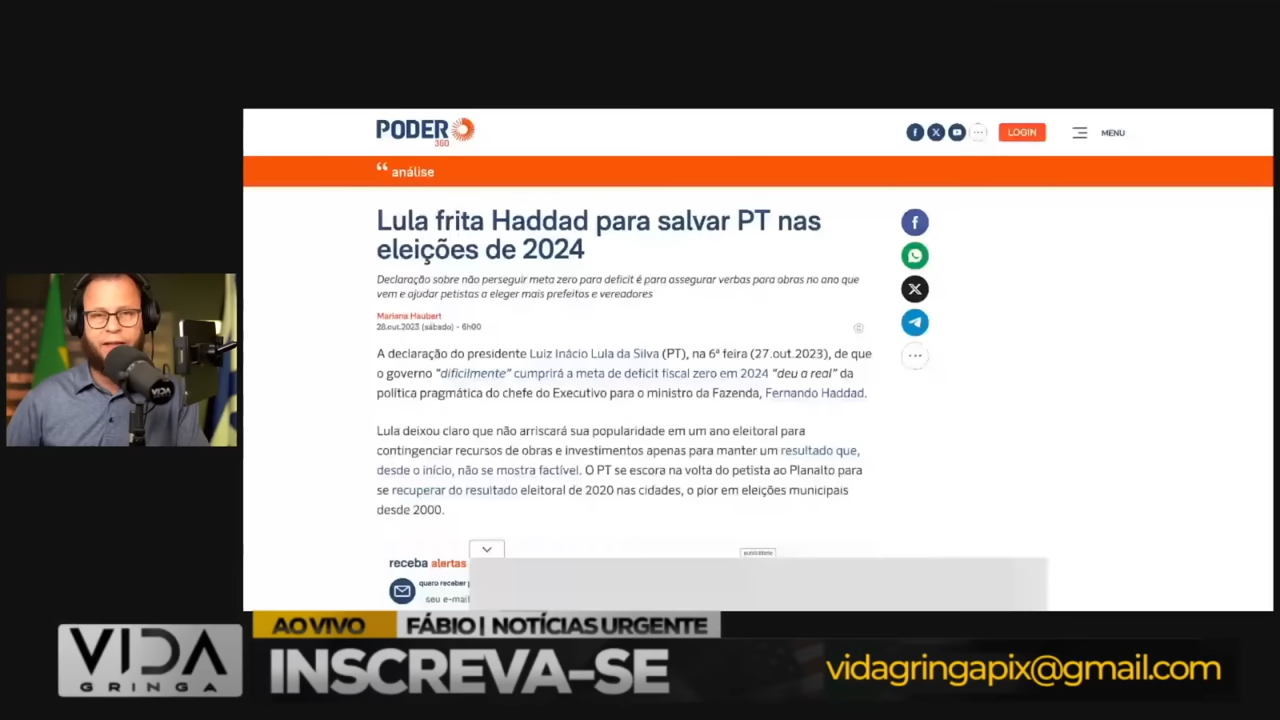 PODER
360
LOGIN
MENU
“ análise
Lula frita Haddad para salvar PT nas
eleições de 2024
Declaração sobre não perseguir meta zero para deficit é para assegurar verbas para obras no ano que
vem e ajudar petistas a eleger mais prefeitos e vereadores
Mariana Haubert
28.out.2023 (sábado) - 6h00
A declaração do presidente Luiz Inácio Lula da Silva (PT), na 6ª feira (27.out.2023), de que
o governo “dificilmente” cumprirá a meta de deficit fiscal zero em 2024 “deu a real” da
política pragmática do chefe do Executivo para o ministro da Fazenda, Fernando Haddad.
Lula deixou claro que não arriscará sua popularidade em um ano eleitoral para
contingenciar recursos de obras e investimentos apenas para manter um resultado que,
desde o início, não se mostra factível. O PT se escora na volta do petista ao Planalto para
se recuperar do resultado eleitoral de 2020 nas cidades, o pior em eleições municipais
desde 2000.
publicidade
receba alertas
quero receber
seu e-mail
VIDA
AO VIVO FÁBIO | NOTÍCIAS URGENTE
VIDA
GRINGA
INSCREVA-SE
vidagringapix@gmail.com